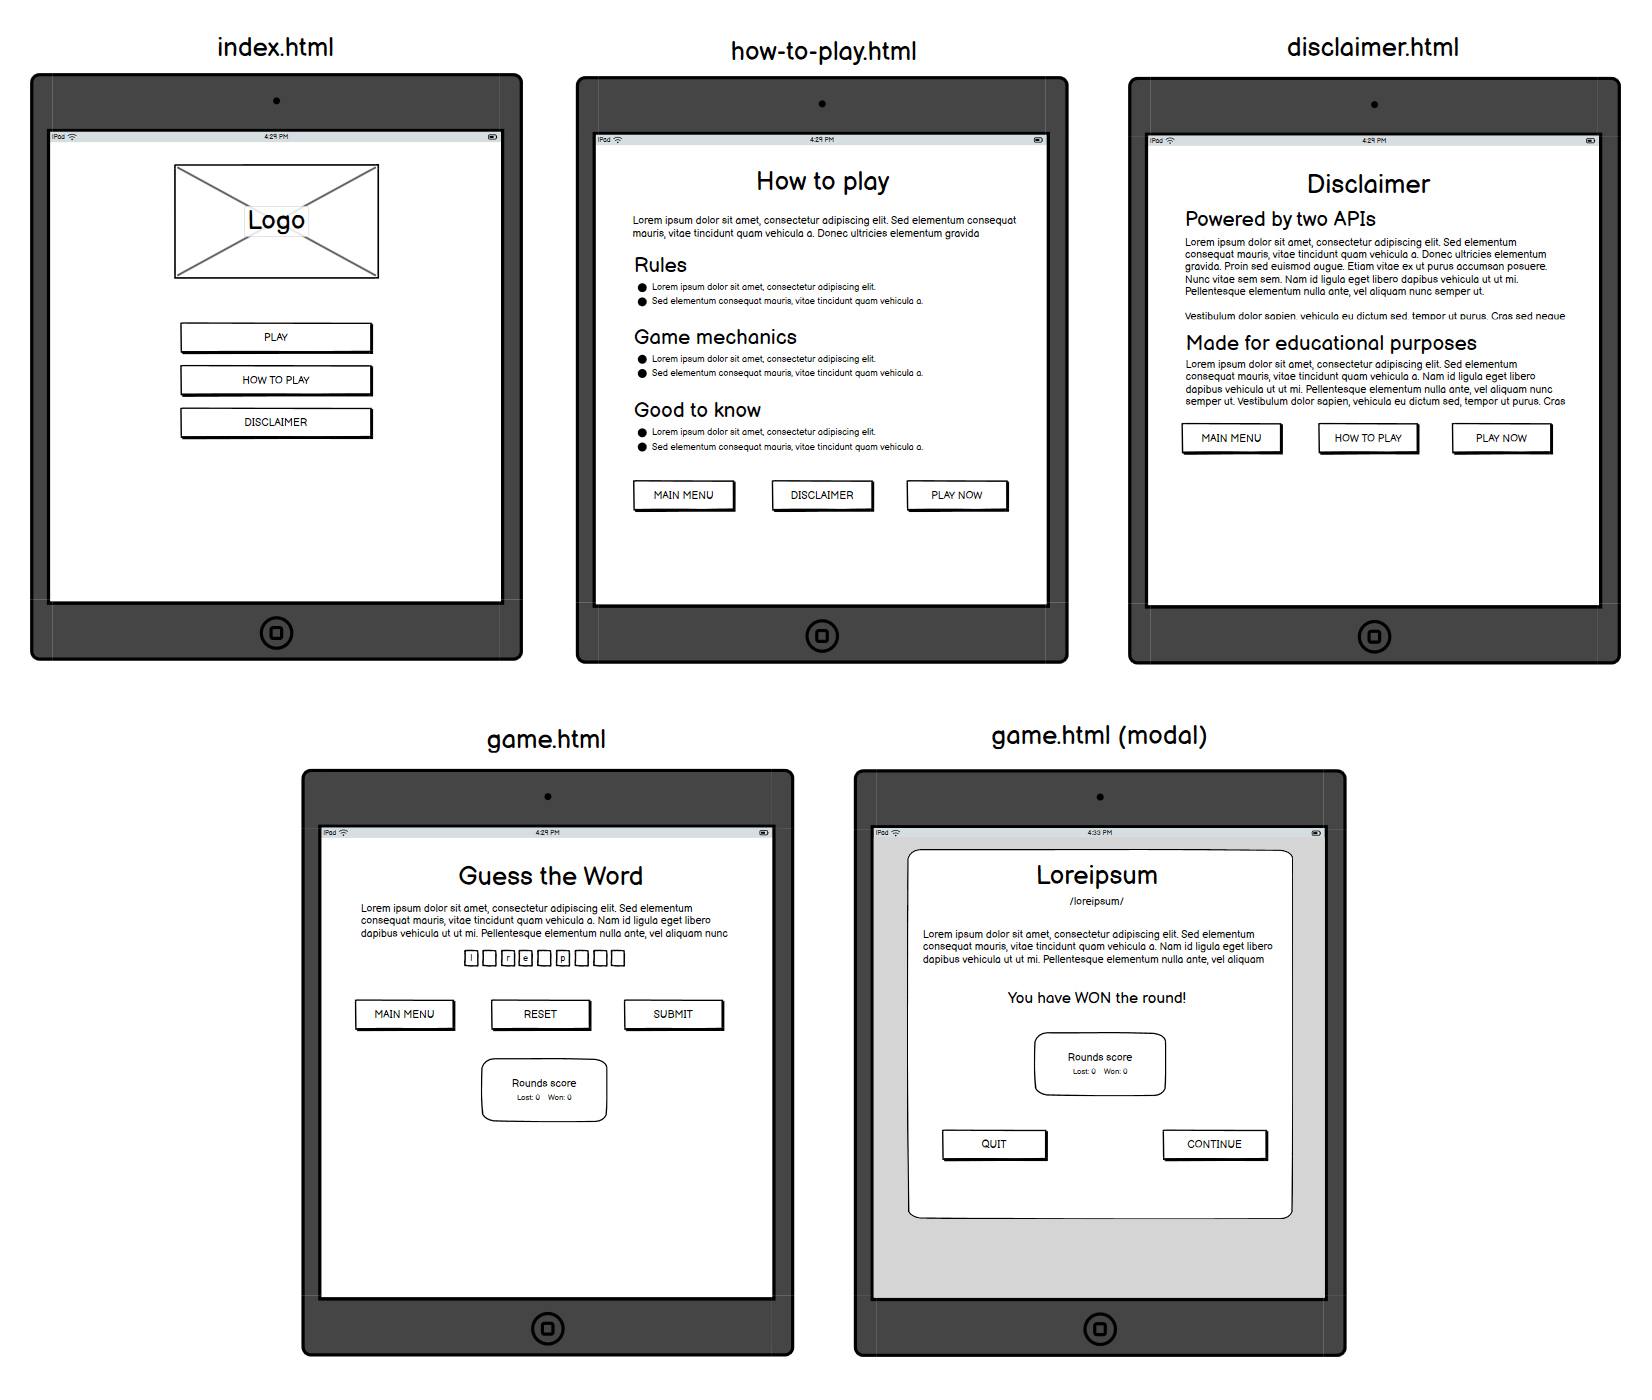 index.html
iPad 4:29 PM
Logo
PLAY
HOW TO PLAY
DISCLAIMER
how-to-play.html
iPad 4:29 PM
How to play
Lorem ipsum dolor sit amet, consectetur adipiscing elit. Sed elementum consequat
mauris, vitae tincidunt quam vehicula a. Donec ultricies elementum gravida
Rules
Lorem ipsum dolor sit amet, consectetur adipiscing elit.
Sed elementum consequat mauris, vitae tincidunt quam vehicula a.
Game mechanics
Lorem ipsum dolor sit amet, consectetur adipiscing elit.
Sed elementum consequat mauris, vitae tincidunt quam vehicula a.
Good to know
Lorem ipsum dolor sit amet, consectetur adipiscing elit.
Sed elementum consequat mauris, vitae tincidunt quam vehicula a.
MAIN MENU DISCLAIMER PLAY NOW
disclaimer.html
iPad 4:29 PM
Disclaimer
Powered by two APIs
Lorem ipsum dolor sit amet, consectetur adipiscing elit. Sed elementum
consequat mauris, vitae tincidunt quam vehicula a. Donec ultricies elementum
gravida. Proin sed euismod augue. Etiam vitae ex ut purus accumsan posuere.
Nunc vitae sem sem. Nam id ligula eget libero dapibus vehicula ut ut mi.
Pellentesque elementum nulla ante, vel aliquam nunc semper ut.
Vestibulum dolor sapien, vehicula eu dictum sed, tempor ut purus. Cras sed neque
Made for educational purposes
Lorem ipsum dolor sit amet, consectetur adipiscing elit. Sed elementum
consequat mauris, vitae tincidunt quam vehicula a. Nam id ligula eget libero
dapibus vehicula ut ut mi. Pellentesque elementum nulla ante, vel aliquam nunc
semper ut. Vestibulum dolor sapien, vehicula eu dictum sed, tempor ut purus. Cras
MAIN MENU HOW TO PLAY PLAY NOW
game.html
iPad 4:29 PM
Guess the Word
Lorem ipsum dolor sit amet, consectetur adipiscing elit. Sed elementum
consequat mauris, vitae tincidunt quam vehicula a. Nam id ligula eget libero
dapibus vehicula ut ut mi. Pellentesque elementum nulla ante, vel aliquam nunc
l r e p
MAIN MENU RESET SUBMIT
Rounds score
Lost: 0 Won: 0
game.html (modal)
iPad 4:33 PM
Loreipsum
/loreipsum/
Lorem ipsum dolor sit amet, consectetur adipiscing elit. Sed elementum
consequat mauris, vitae tincidunt quam vehicula a. Nam id ligula eget libero
dapibus vehicula ut ut mi. Pellentesque elementum nulla ante, vel aliquam
You have WON the round!
Rounds score
Lost: 0 Won: 0
QUIT CONTINUE